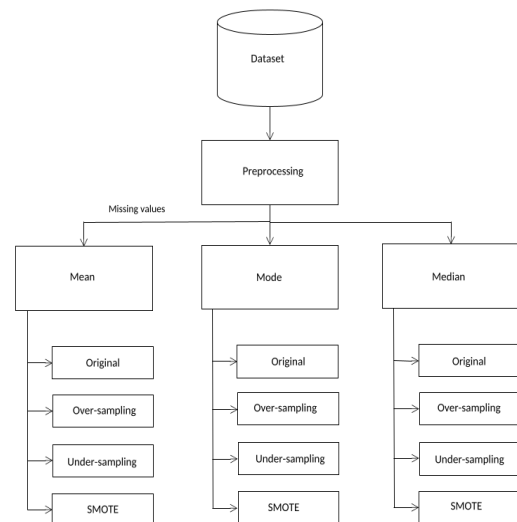 Dataset
Preprocessing
Missing values
Mean
Mode
Median
Original
Original
Original
Over-sampling
Over-sampling
Over-sampling
Under-sampling
Under-sampling
Under-sampling
SMOTE
SMOTE
SMOTE